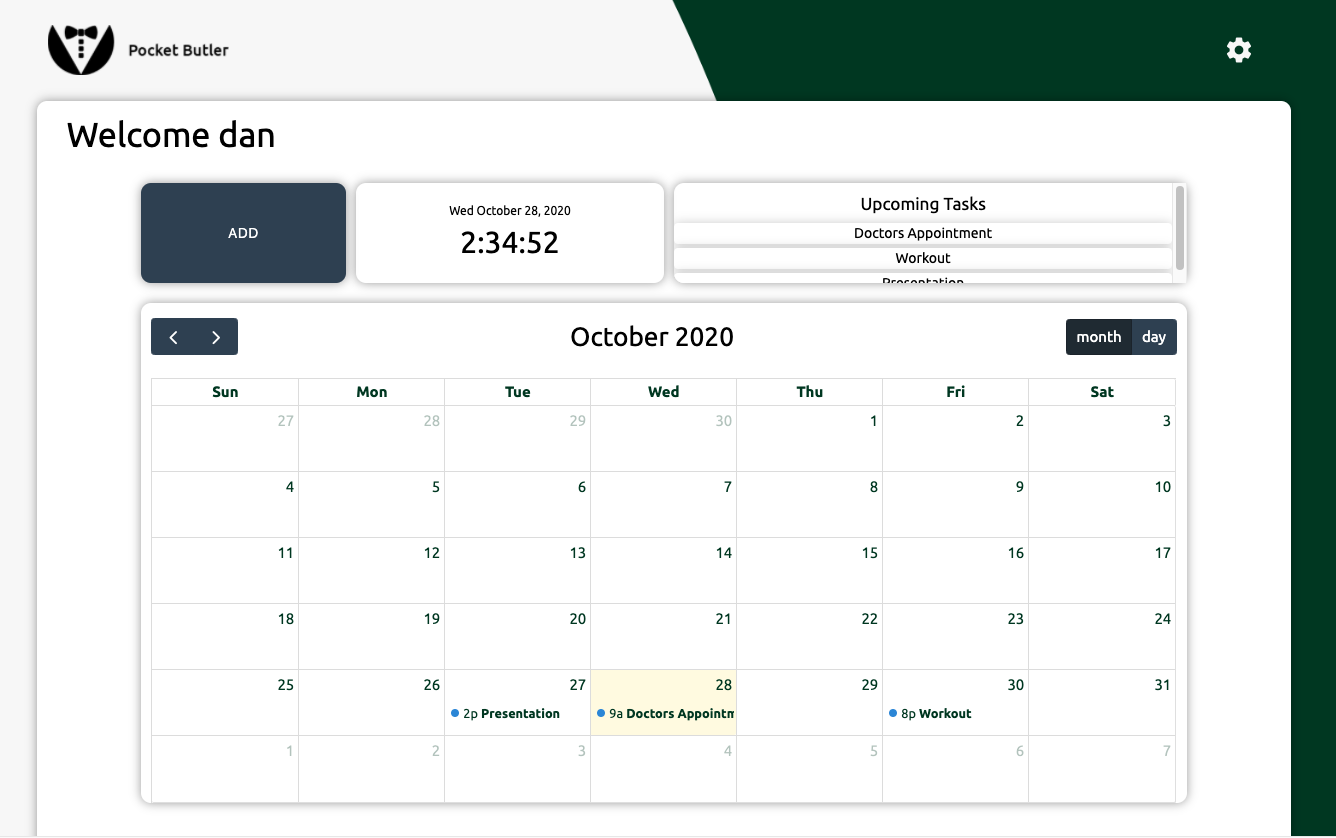 Pocket Butler
Welcome dan
ADD
Wed October 28, 2020
2:34:52
Upcoming Tasks
Doctors Appointment
Workout
Presentation
October 2020
month day
Sun Mon Tue Wed Thu Fri Sat
27 28 29 30 1 2 3
4 5 6 7 8 9 10
11 12 13 14 15 16 17
18 19 20 21 22 23 24
25 26 27 28 29 30 31
2p Presentation 9a Doctors Appointm 8p Workout
1 2 3 4 5 6 7